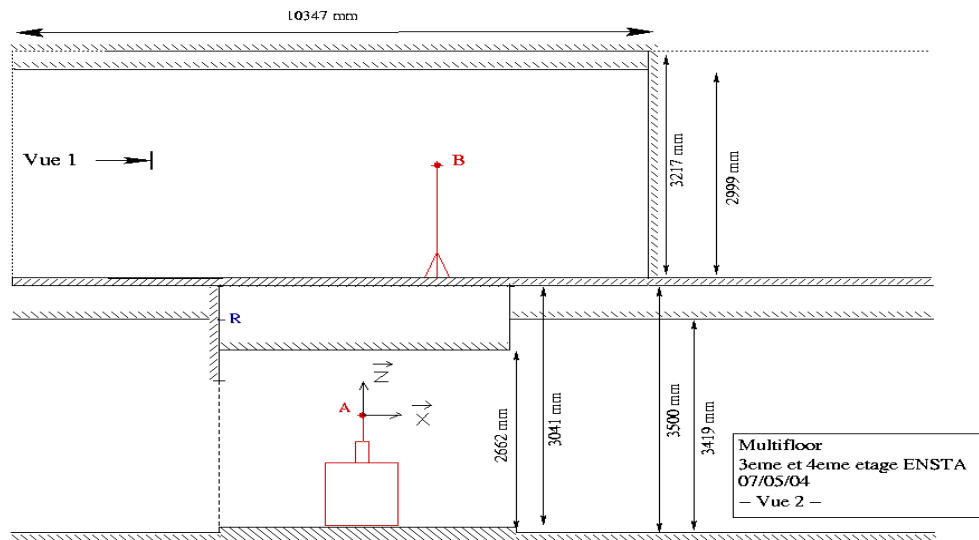 10347 mm
Vue 1
B
3217 mm
2999 mm
R
Z
A
X
2662 mm
3041 mm
3500 mm
3419 mm
Multifloor
3eme et 4eme etage ENSTA
07/05/04
– Vue 2 –